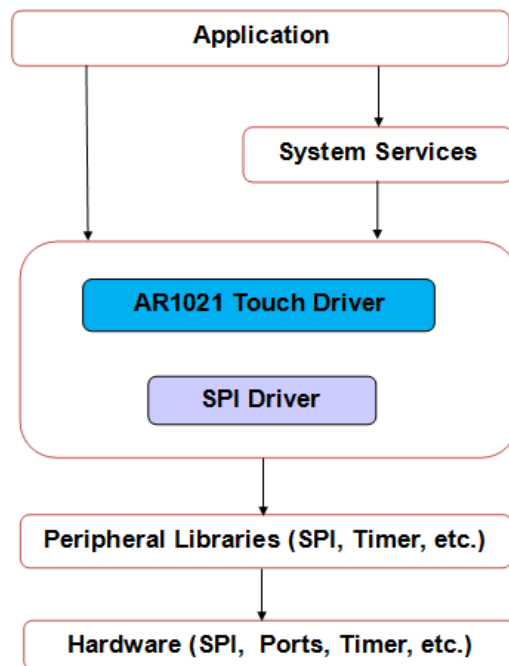 Application
System Services
AR1021 Touch Driver
SPI Driver
Peripheral Libraries (SPI, Timer, etc.)
Hardware (SPI, Ports, Timer, etc.)